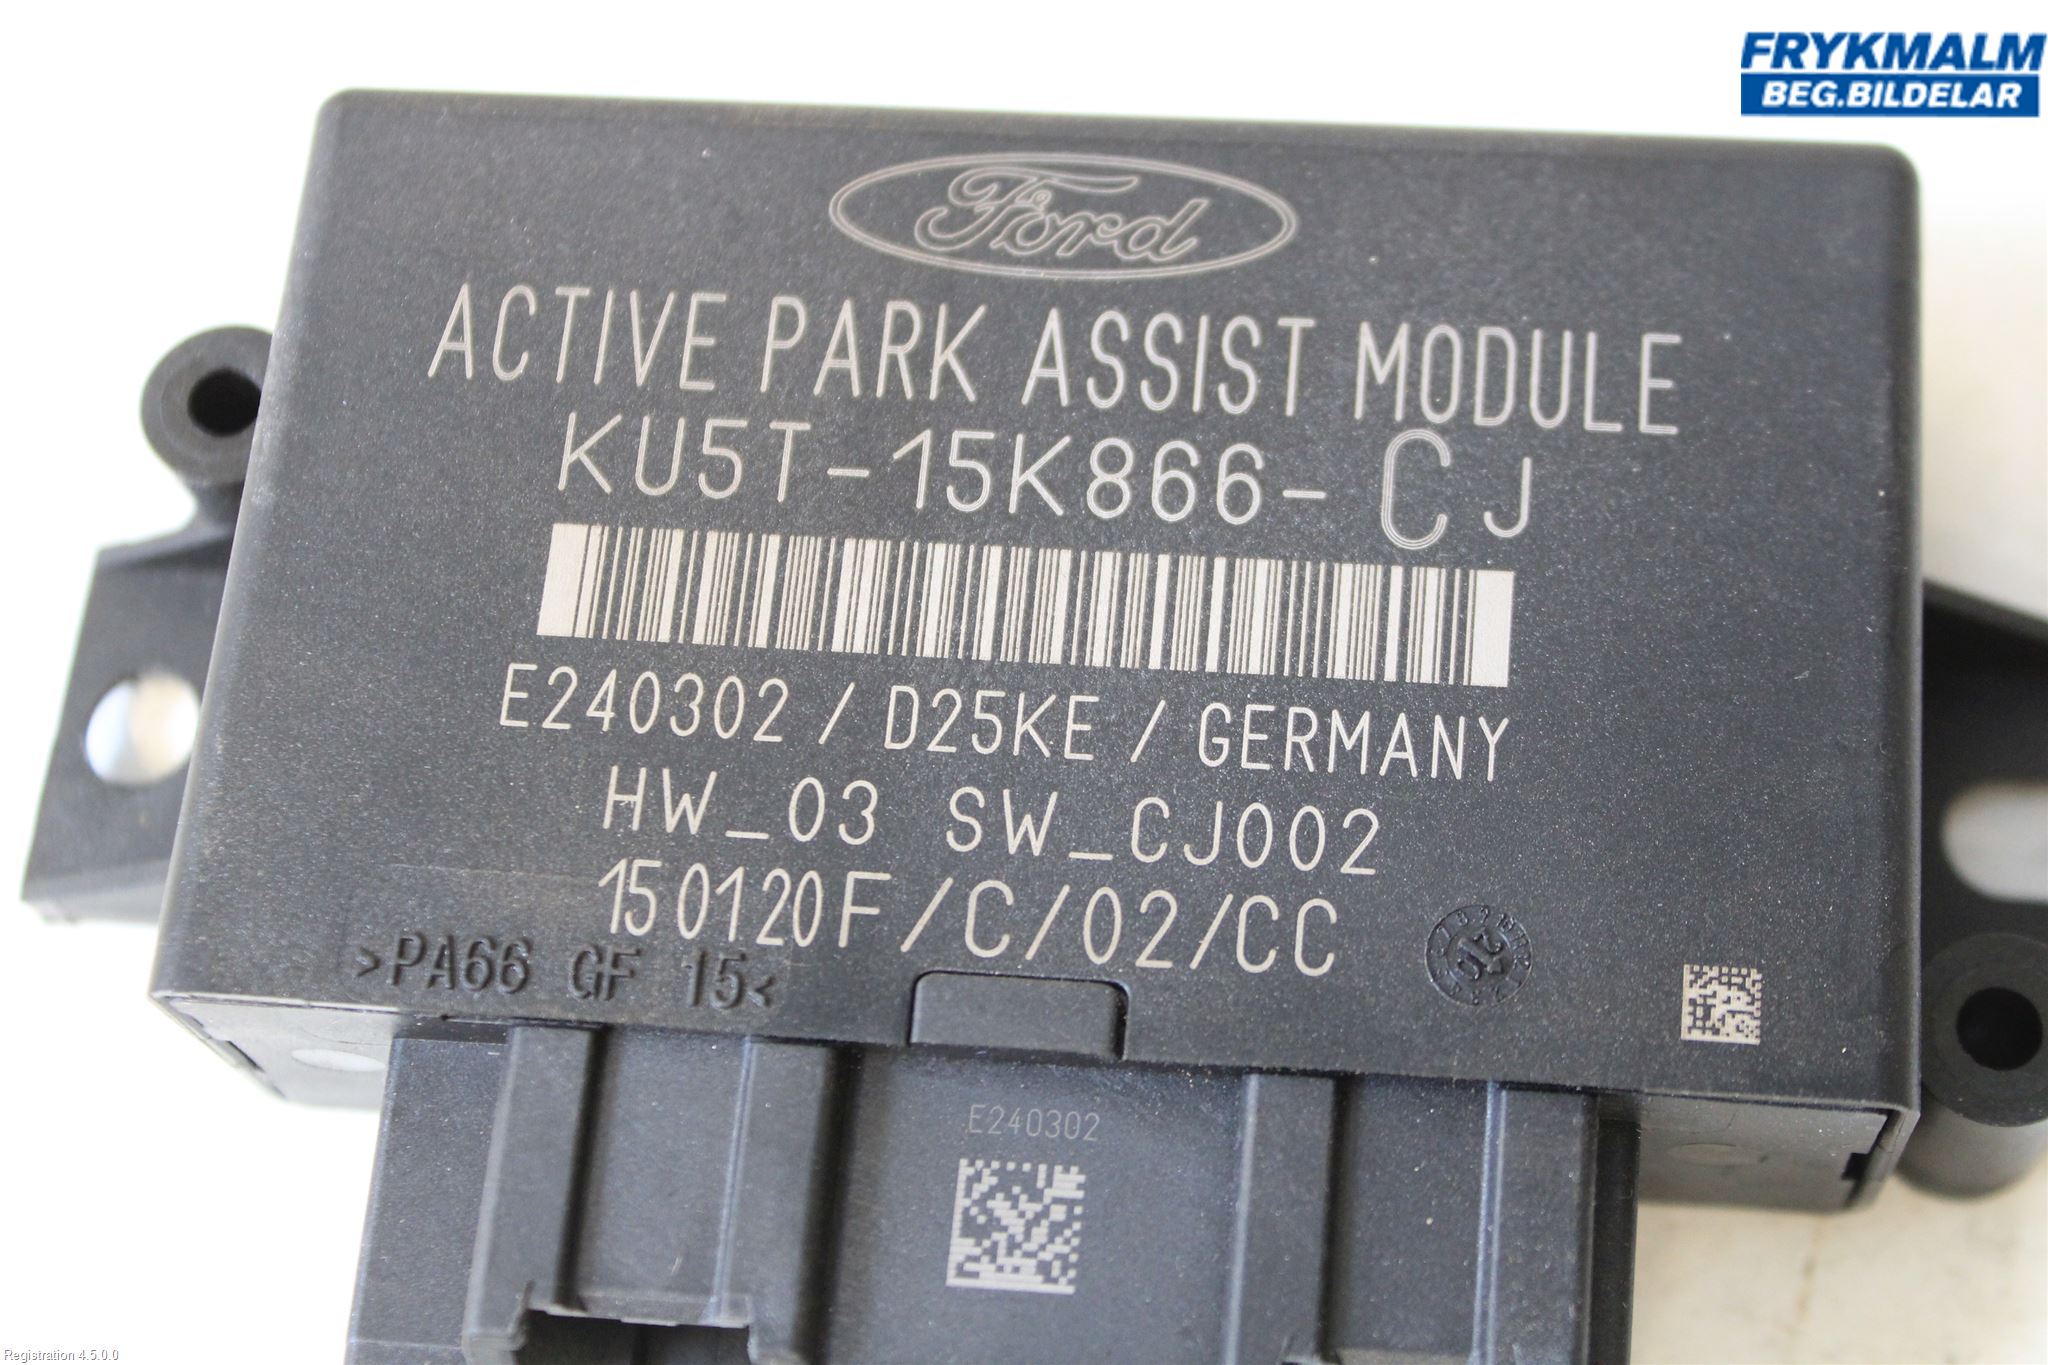 FRYKMALM
BEG.BILDELAR
Ford
ACTIVE PARK ASSIST MODULE
KU5T-15K866-CJ
E240302 / D25KE / GERMANY
HW_03 SW_CJ002
150120F/C/02/CC
>PA66 GF 15<
E240302
Registration 4.5.0.0